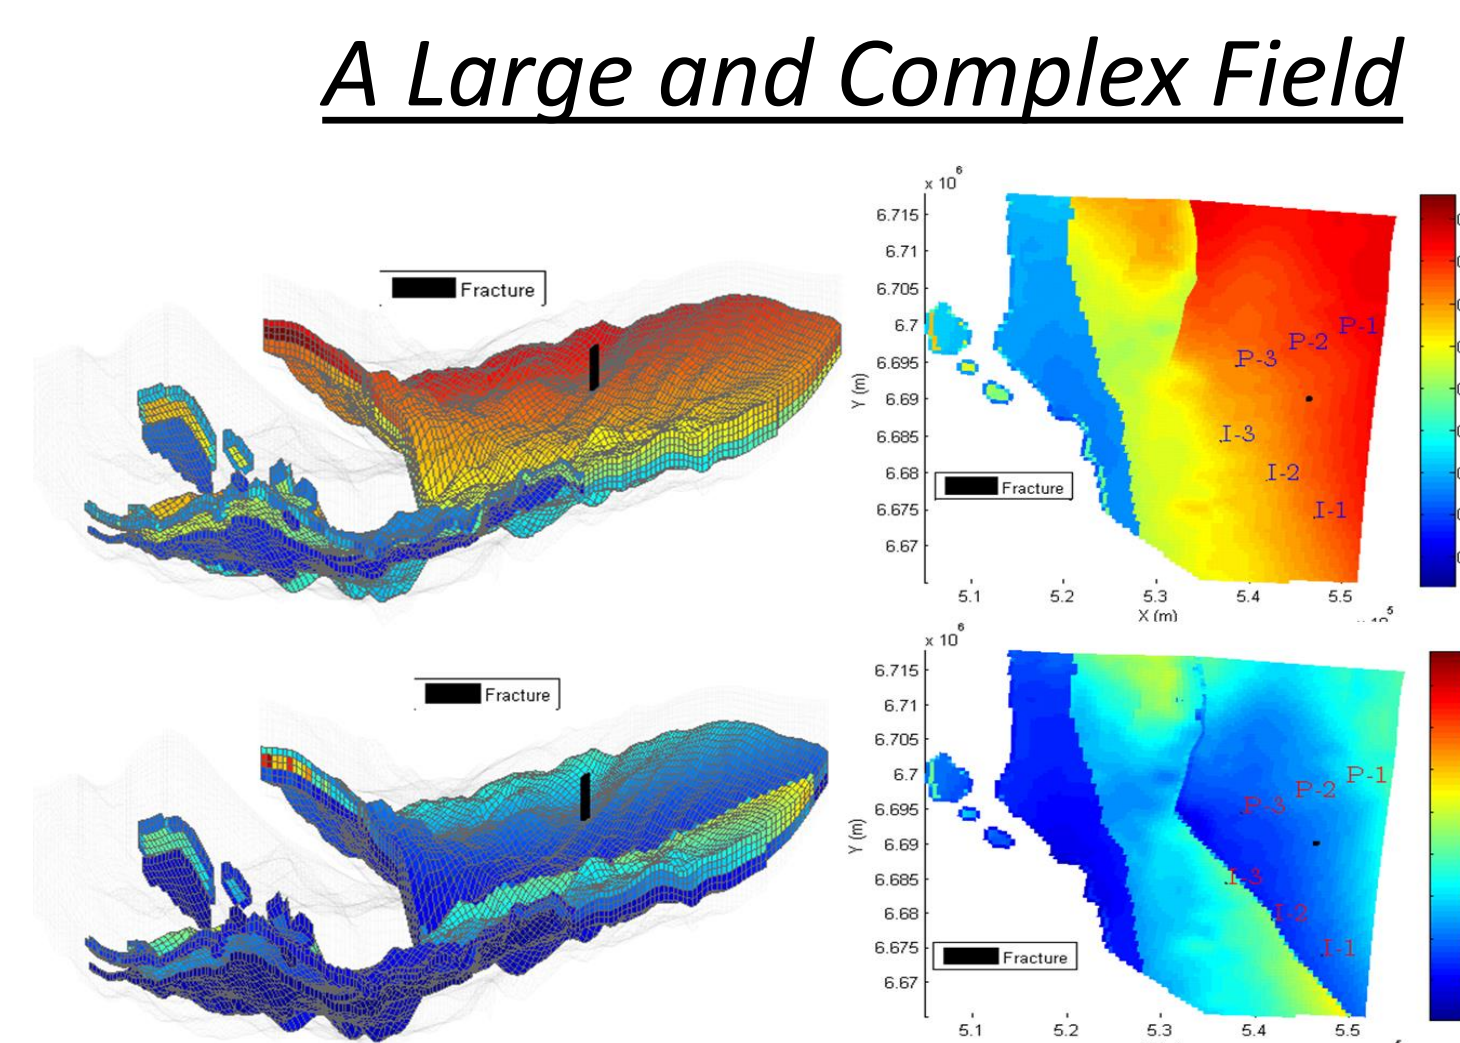 A Large and Complex Field
Fracture
x 10^6
6.715
6.71
6.705
6.7
6.695
6.69
6.685
6.68
6.675
6.67
Y (m)
P-1
P-2
P-3
I-3
I-2
I-1
Fracture
5.1 5.2 5.3 5.4 5.5
X (m)
Fracture
x 10^6
6.715
6.71
6.705
6.7
6.695
6.69
6.685
6.68
6.675
6.67
Y (m)
P-1
P-2
P-3
I-3
I-2
I-1
Fracture
5.1 5.2 5.3 5.4 5.5